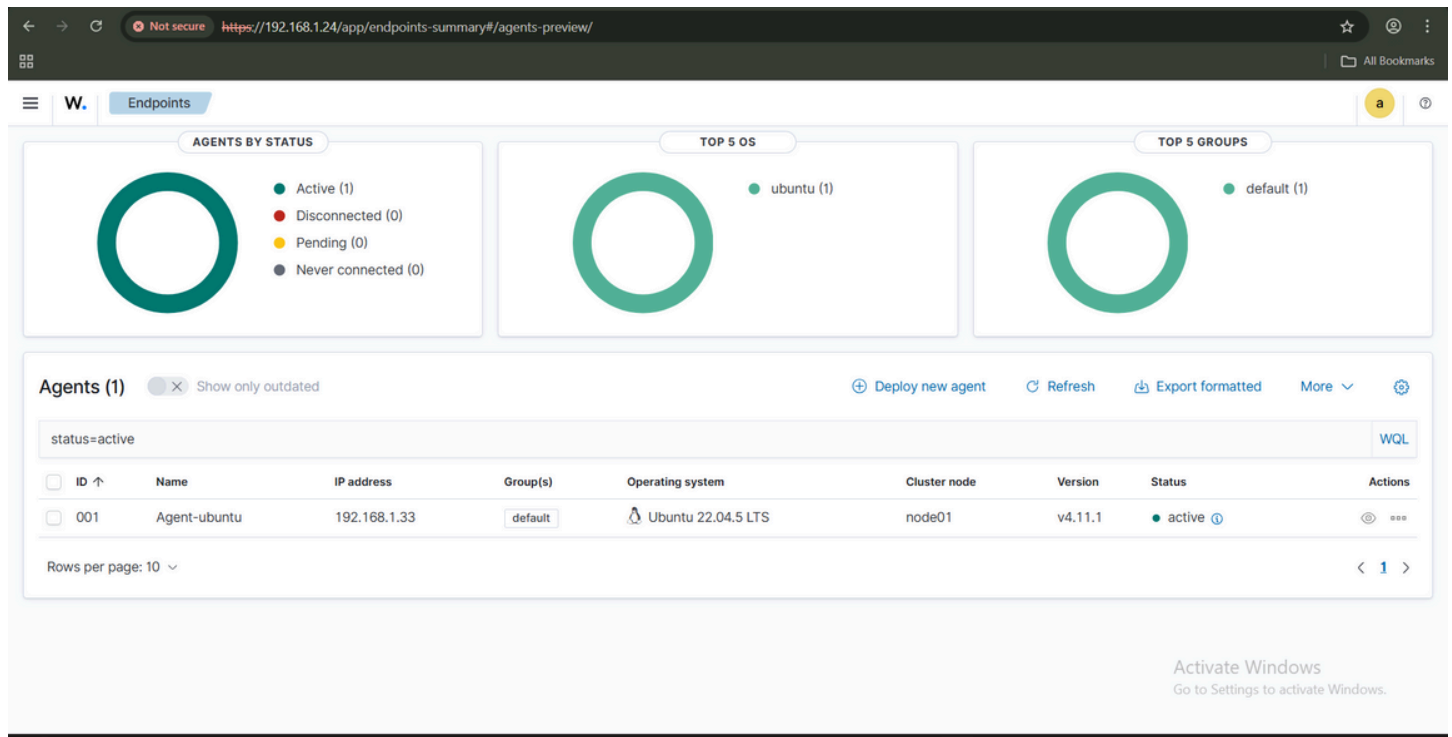 Not secure https://192.168.1.24/app/endpoints-summary#/agents-preview/
All Bookmarks
W. Endpoints
a
AGENTS BY STATUS
Active (1)
Disconnected (0)
Pending (0)
Never connected (0)
TOP 5 OS
ubuntu (1)
TOP 5 GROUPS
default (1)
Agents (1) Show only outdated Deploy new agent Refresh Export formatted More
status=active WQL
ID Name IP address Group(s) Operating system Cluster node Version Status Actions
001 Agent-ubuntu 192.168.1.33 default Ubuntu 22.04.5 LTS node01 v4.11.1 active
Rows per page: 10 1
Activate Windows
Go to Settings to activate Windows.